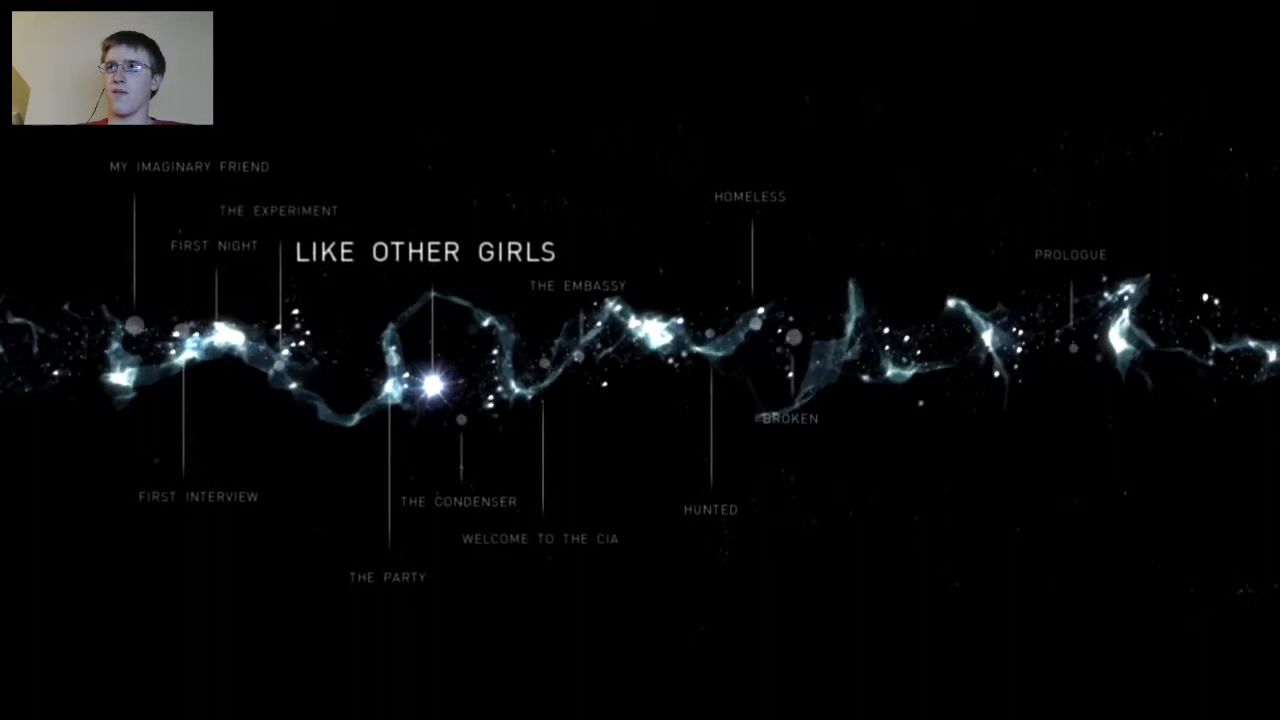 MY IMAGINARY FRIEND
HOMELESS
THE EXPERIMENT
FIRST NIGHT
LIKE OTHER GIRLS
PROLOGUE
THE EMBASSY
BROKEN
FIRST INTERVIEW
THE CONDENSER
HUNTED
WELCOME TO THE CIA
THE PARTY